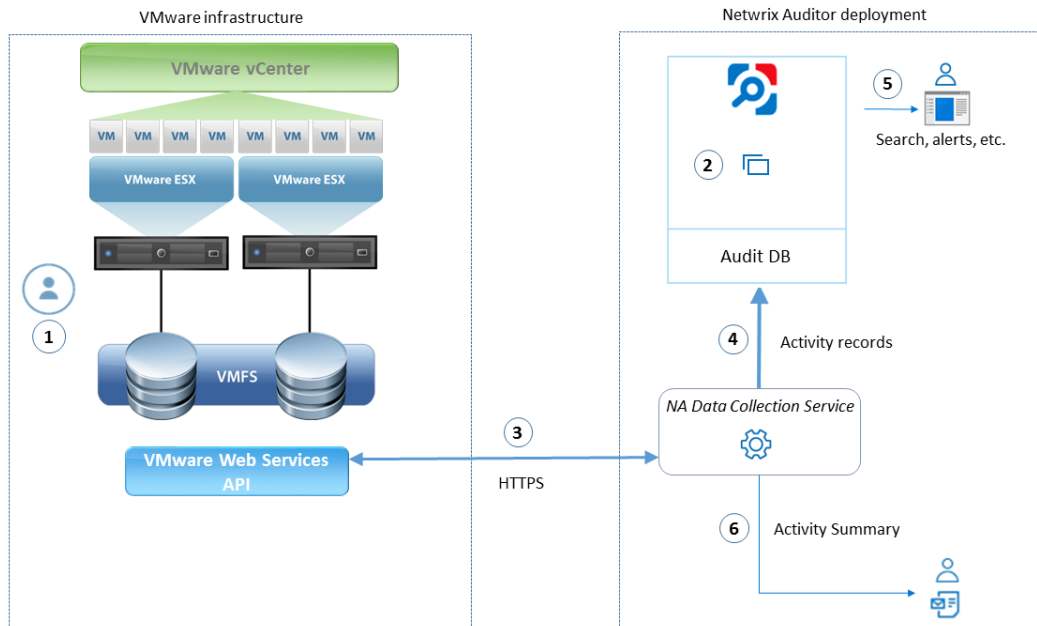 VMware infrastructure
Netwrix Auditor deployment
VMware vCenter
VM VM VM VM VM VM VM VM
VMware ESX
VMware ESX
1
VMFS
VMware Web Services
API
3
HTTPS
2
Audit DB
5
Search, alerts, etc.
4
Activity records
NA Data Collection Service
6
Activity Summary